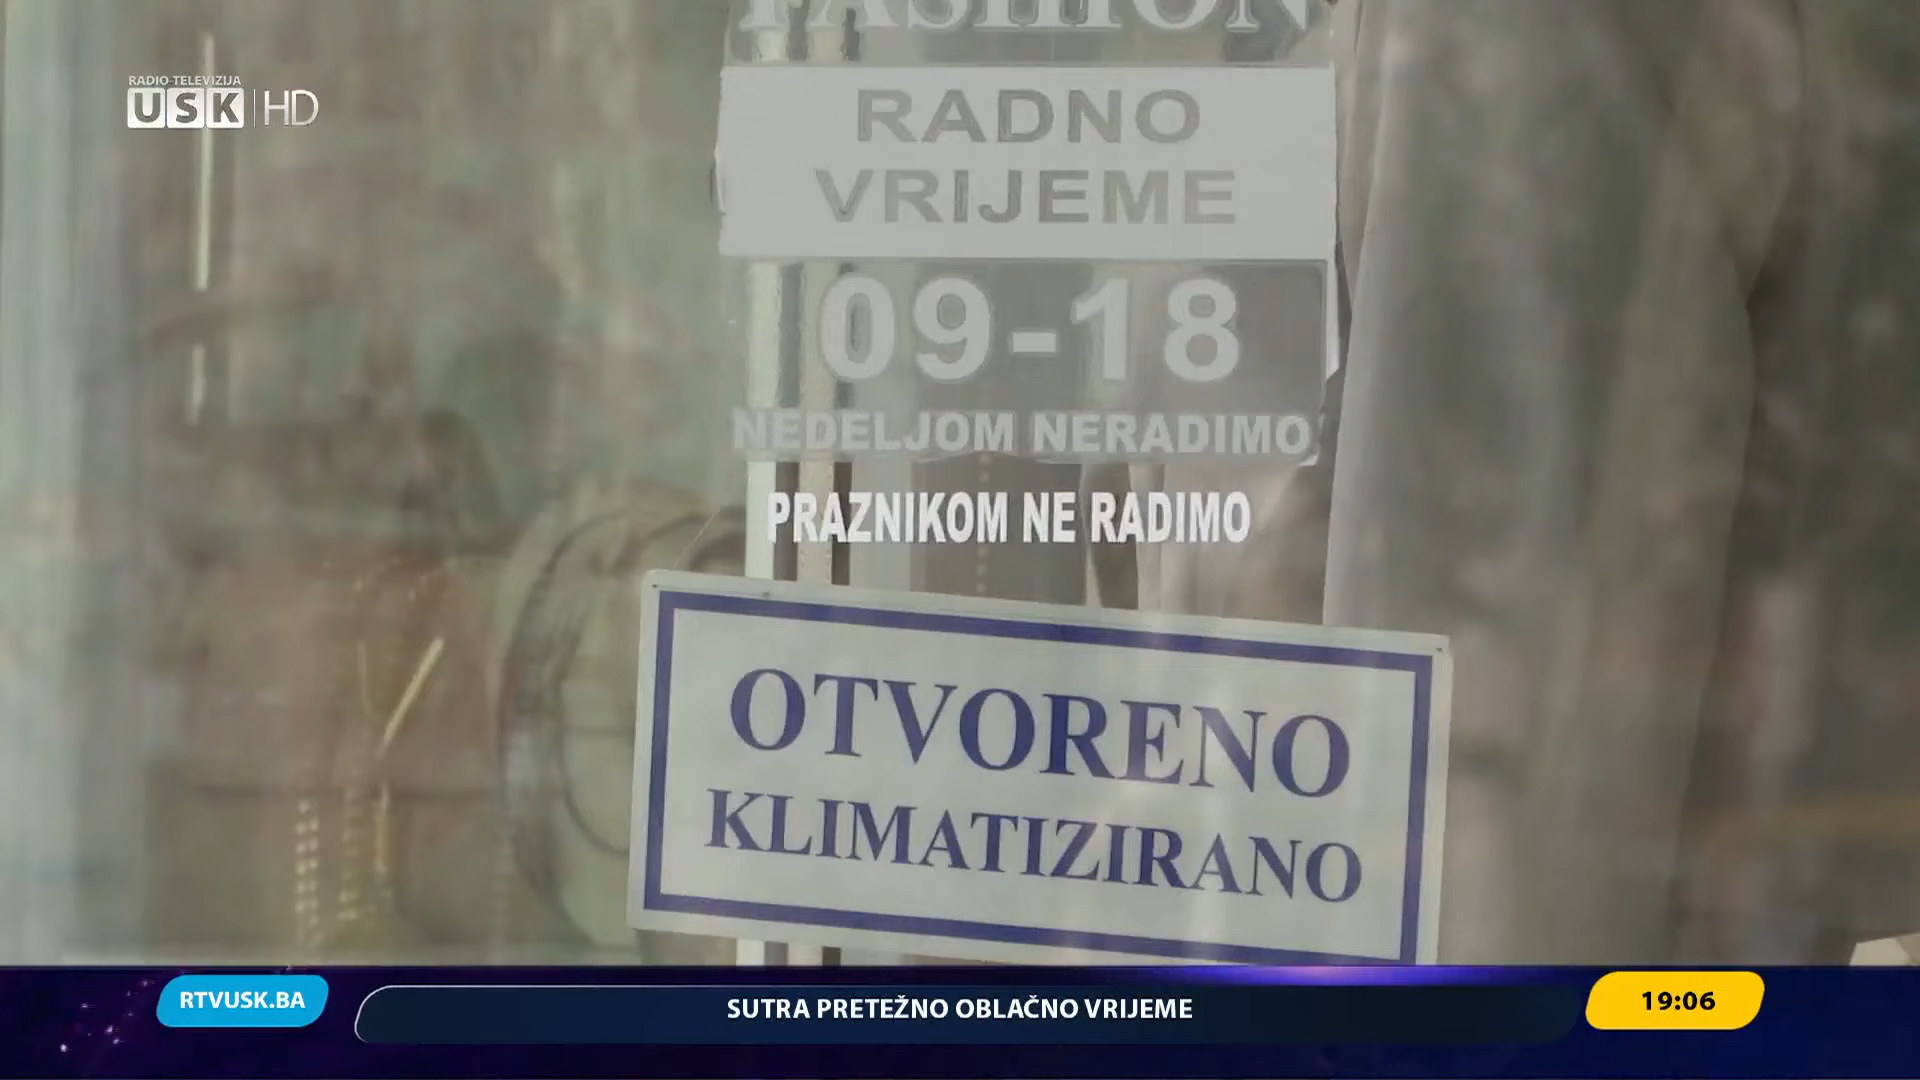 FASHION
RADIO-TELEVIZIJA
USK HD
RADNO
VRIJEME
09-18
NEDELJOM NERADIMO
PRAZNIKOM NE RADIMO
OTVORENO
KLIMATIZIRANO
RTVUSK.BA
SUTRA PRETEŽNO OBLAČNO VRIJEME
19:06